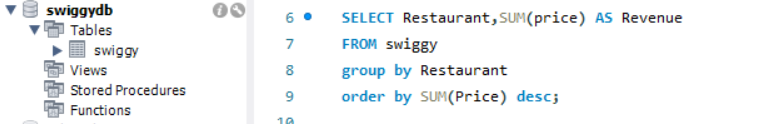 swiggydb
Tables
swiggy
Views
Stored Procedures
Functions
6 SELECT Restaurant,SUM(price) AS Revenue
7 FROM swiggy
8 group by Restaurant
9 order by SUM(Price) desc;
10